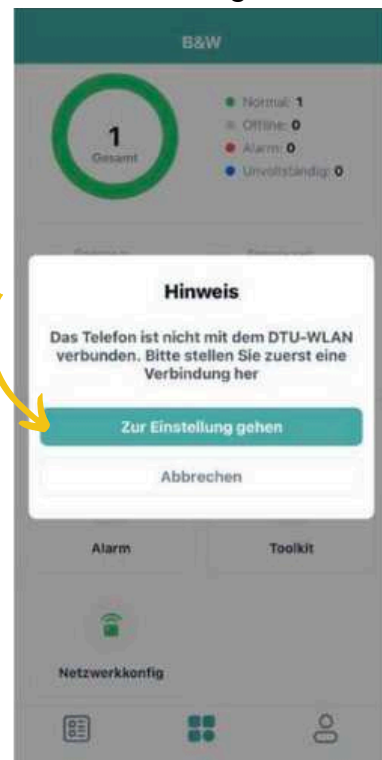 B&W
1
Gesamt
Normal: 1
Offline: 0
Alarm: 0
Unvollständig: 0
Hinweis
Das Telefon ist nicht mit dem DTU-WLAN
verbunden. Bitte stellen Sie zuerst eine
Verbindung her
Zur Einstellung gehen
Abbrechen
Alarm
Toolkit
Netzwerkkonfig